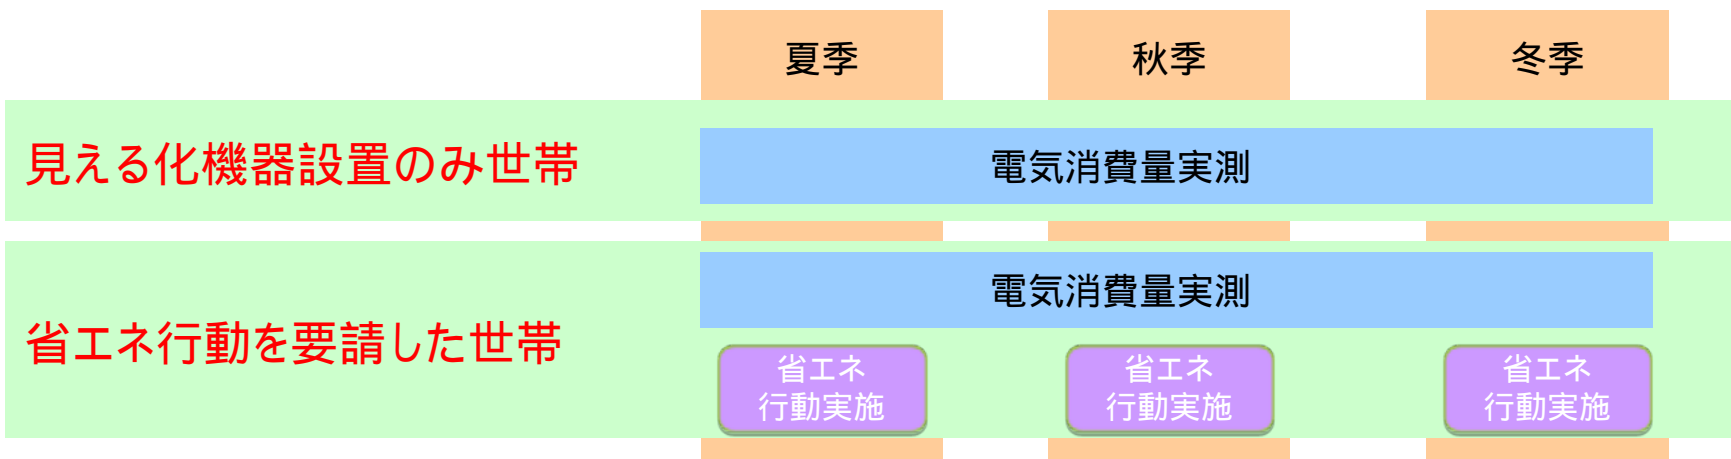 夏季
秋季
冬季
見える化機器設置のみ世帯
電気消費量実測
電気消費量実測
省エネ行動を要請した世帯
省エネ
行動実施
省エネ
行動実施
省エネ
行動実施